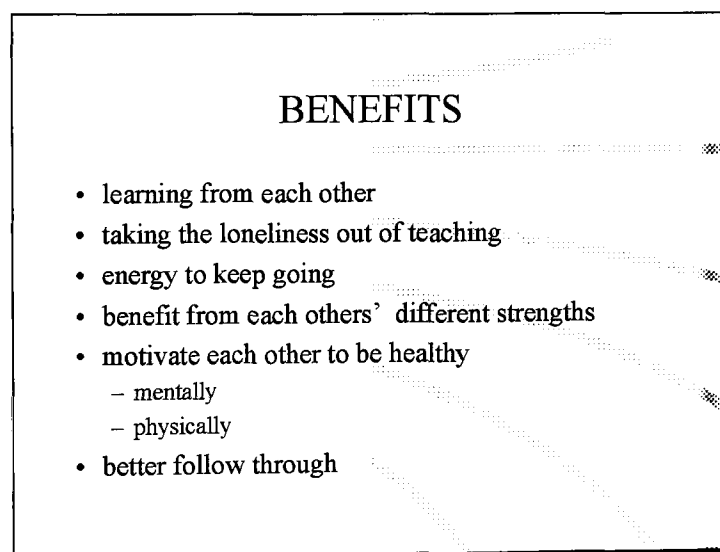 BENEFITS
• learning from each other
• taking the loneliness out of teaching
• energy to keep going
• benefit from each others' different strengths
• motivate each other to be healthy
– mentally
– physically
• better follow through